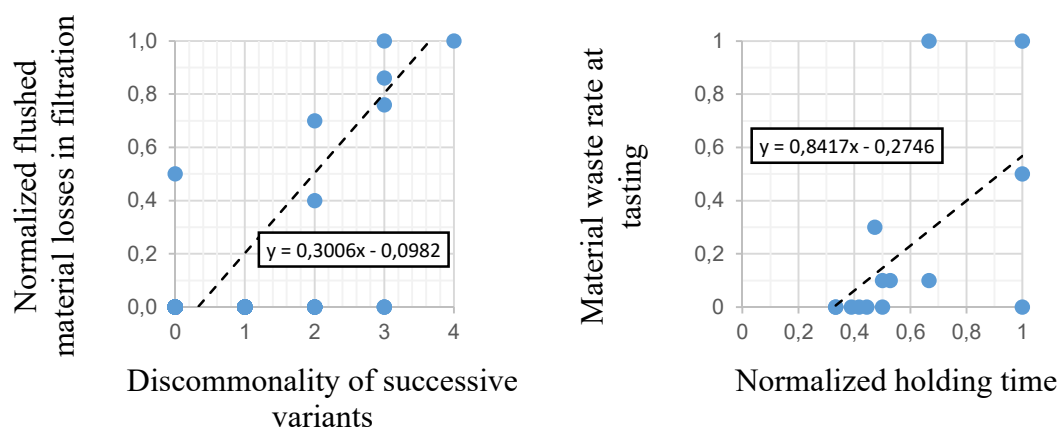 Normalized flushed
material losses in filtration
1,0
0,8
0,6
0,4
0,2
0,0
y = 0,3006x - 0,0982
0
1
2
3
4
Discommonality of successive
variants
Material waste rate at
tasting
1
0,8
0,6
0,4
0,2
0
y = 0,8417x - 0,2746
0
0,2
0,4
0,6
0,8
1
Normalized holding time